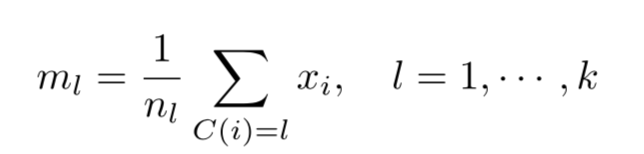 m_l = \frac{1}{n_l} \sum_{C(i)=l} x_i, \quad l = 1, \cdots, k